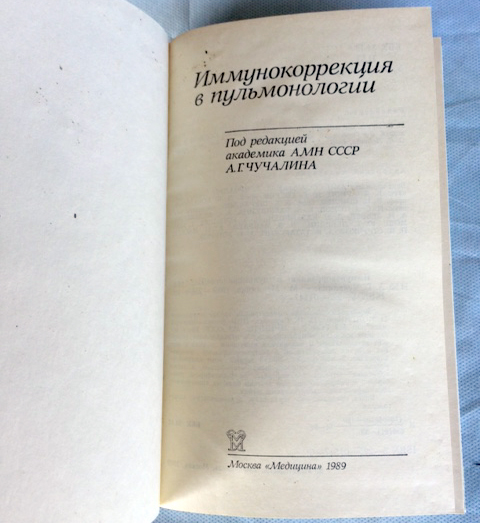 Иммунокоррекция
в пульмонологии
Под редакцией
академика АМН СССР
А.Г.ЧУЧАЛИНА
Москва «Медицина» 1989